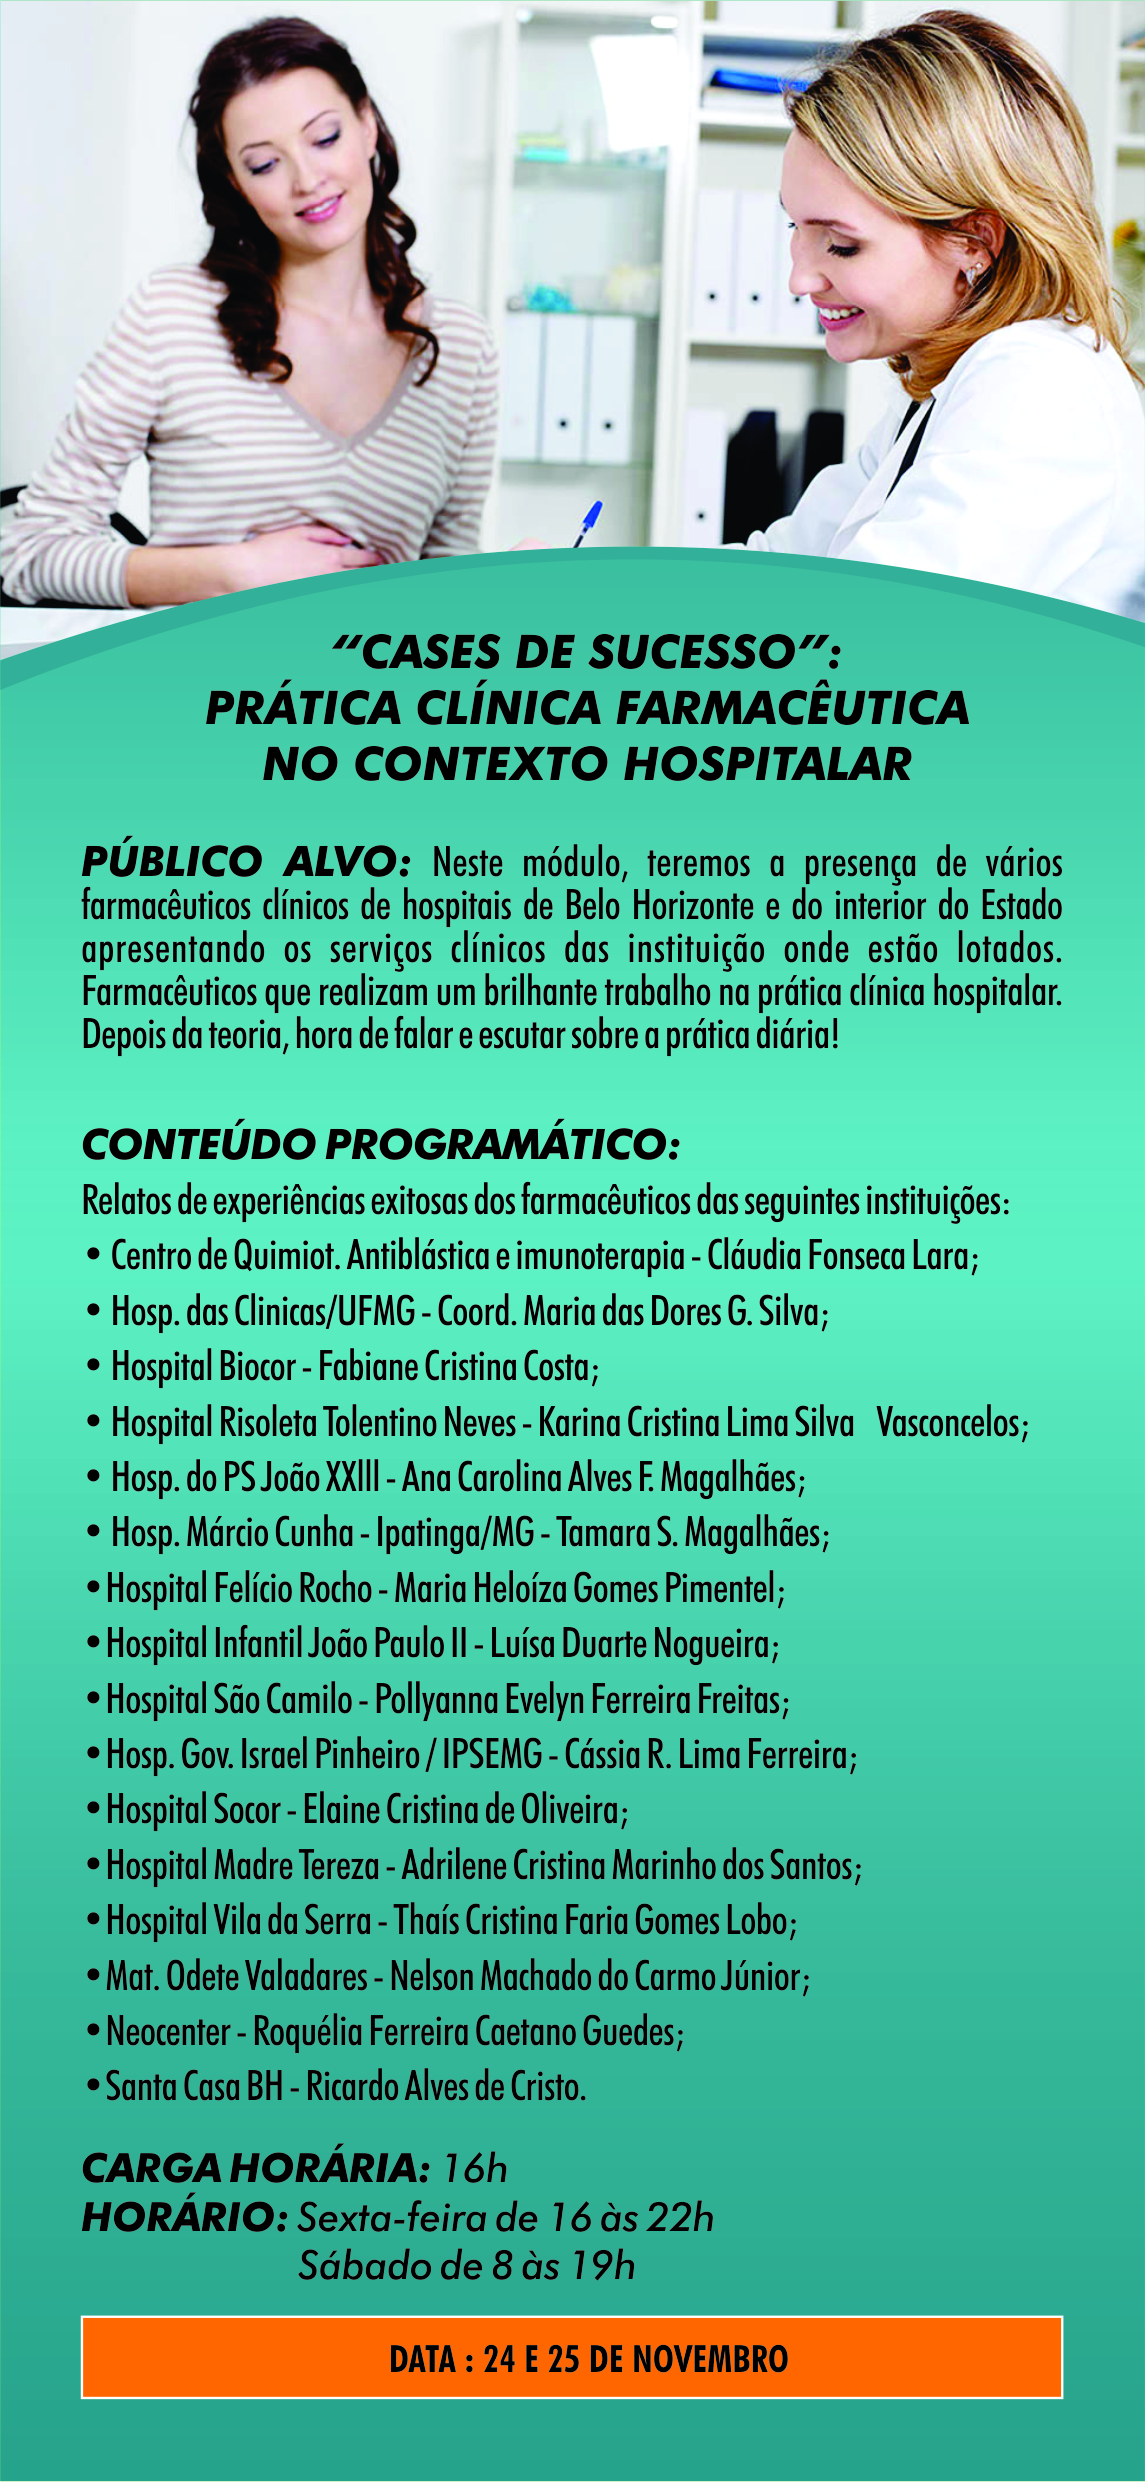 “CASES DE SUCESSO”:
PRÁTICA CLÍNICA FARMACÊUTICA
NO CONTEXTO HOSPITALAR
PÚBLICO ALVO: Neste módulo, teremos a presença de vários
farmacêuticos clínicos de hospitais de Belo Horizonte e do interior do Estado
apresentando os serviços clínicos das instituição onde estão lotados.
Farmacêuticos que realizam um brilhante trabalho na prática clínica hospitalar.
Depois da teoria, hora de falar e escutar sobre a prática diária!
CONTEÚDO PROGRAMÁTICO:
Relatos de experiências exitosas dos farmacêuticos das seguintes instituições:
• Centro de Quimiot. Antiblástica e imunoterapia - Cláudia Fonseca Lara;
• Hosp. das Clinicas/UFMG - Coord. Maria das Dores G. Silva;
• Hospital Biocor - Fabiane Cristina Costa;
• Hospital Risoleta Tolentino Neves - Karina Cristina Lima Silva Vasconcelos;
• Hosp. do PS João XXlll - Ana Carolina Alves F. Magalhães;
• Hosp. Márcio Cunha - Ipatinga/MG - Tamara S. Magalhães;
•Hospital Felício Rocho - Maria Heloíza Gomes Pimentel;
•Hospital Infantil João Paulo II - Luísa Duarte Nogueira;
•Hospital São Camilo - Pollyanna Evelyn Ferreira Freitas;
•Hosp. Gov. Israel Pinheiro / IPSEMG - Cássia R. Lima Ferreira;
•Hospital Socor - Elaine Cristina de Oliveira;
•Hospital Madre Tereza - Adrilene Cristina Marinho dos Santos;
•Hospital Vila da Serra - Thaís Cristina Faria Gomes Lobo;
•Mat. Odete Valadares - Nelson Machado do Carmo Júnior;
•Neocenter - Roquélia Ferreira Caetano Guedes;
•Santa Casa BH - Ricardo Alves de Cristo.
CARGA HORÁRIA: 16h
HORÁRIO: Sexta-feira de 16 às 22h
Sábado de 8 às 19h
DATA : 24 E 25 DE NOVEMBRO